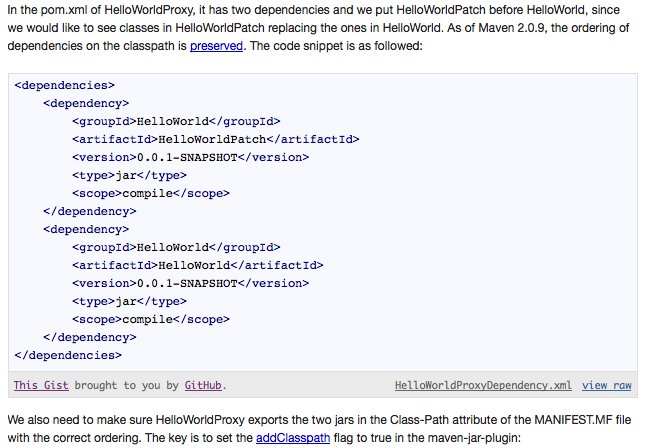 In the pom.xml of HelloWorldProxy, it has two dependencies and we put HelloWorldPatch before HelloWorld, since
we would like to see classes in HelloWorldPatch replacing the ones in HelloWorld. As of Maven 2.0.9, the ordering of
dependencies on the classpath is preserved. The code snippet is as followed:
<dependencies>
    <dependency>
        <groupId>HelloWorld</groupId>
        <artifactId>HelloWorldPatch</artifactId>
        <version>0.0.1-SNAPSHOT</version>
        <type>jar</type>
        <scope>compile</scope>
    </dependency>
    <dependency>
        <groupId>HelloWorld</groupId>
        <artifactId>HelloWorld</artifactId>
        <version>0.0.1-SNAPSHOT</version>
        <type>jar</type>
        <scope>compile</scope>
    </dependency>
</dependencies>
This Gist brought to you by GitHub. HelloWorldProxyDependency.xml view raw
We also need to make sure HelloWorldProxy exports the two jars in the Class-Path attribute of the MANIFEST.MF file
with the correct ordering. The key is to set the addClasspath flag to true in the maven-jar-plugin: